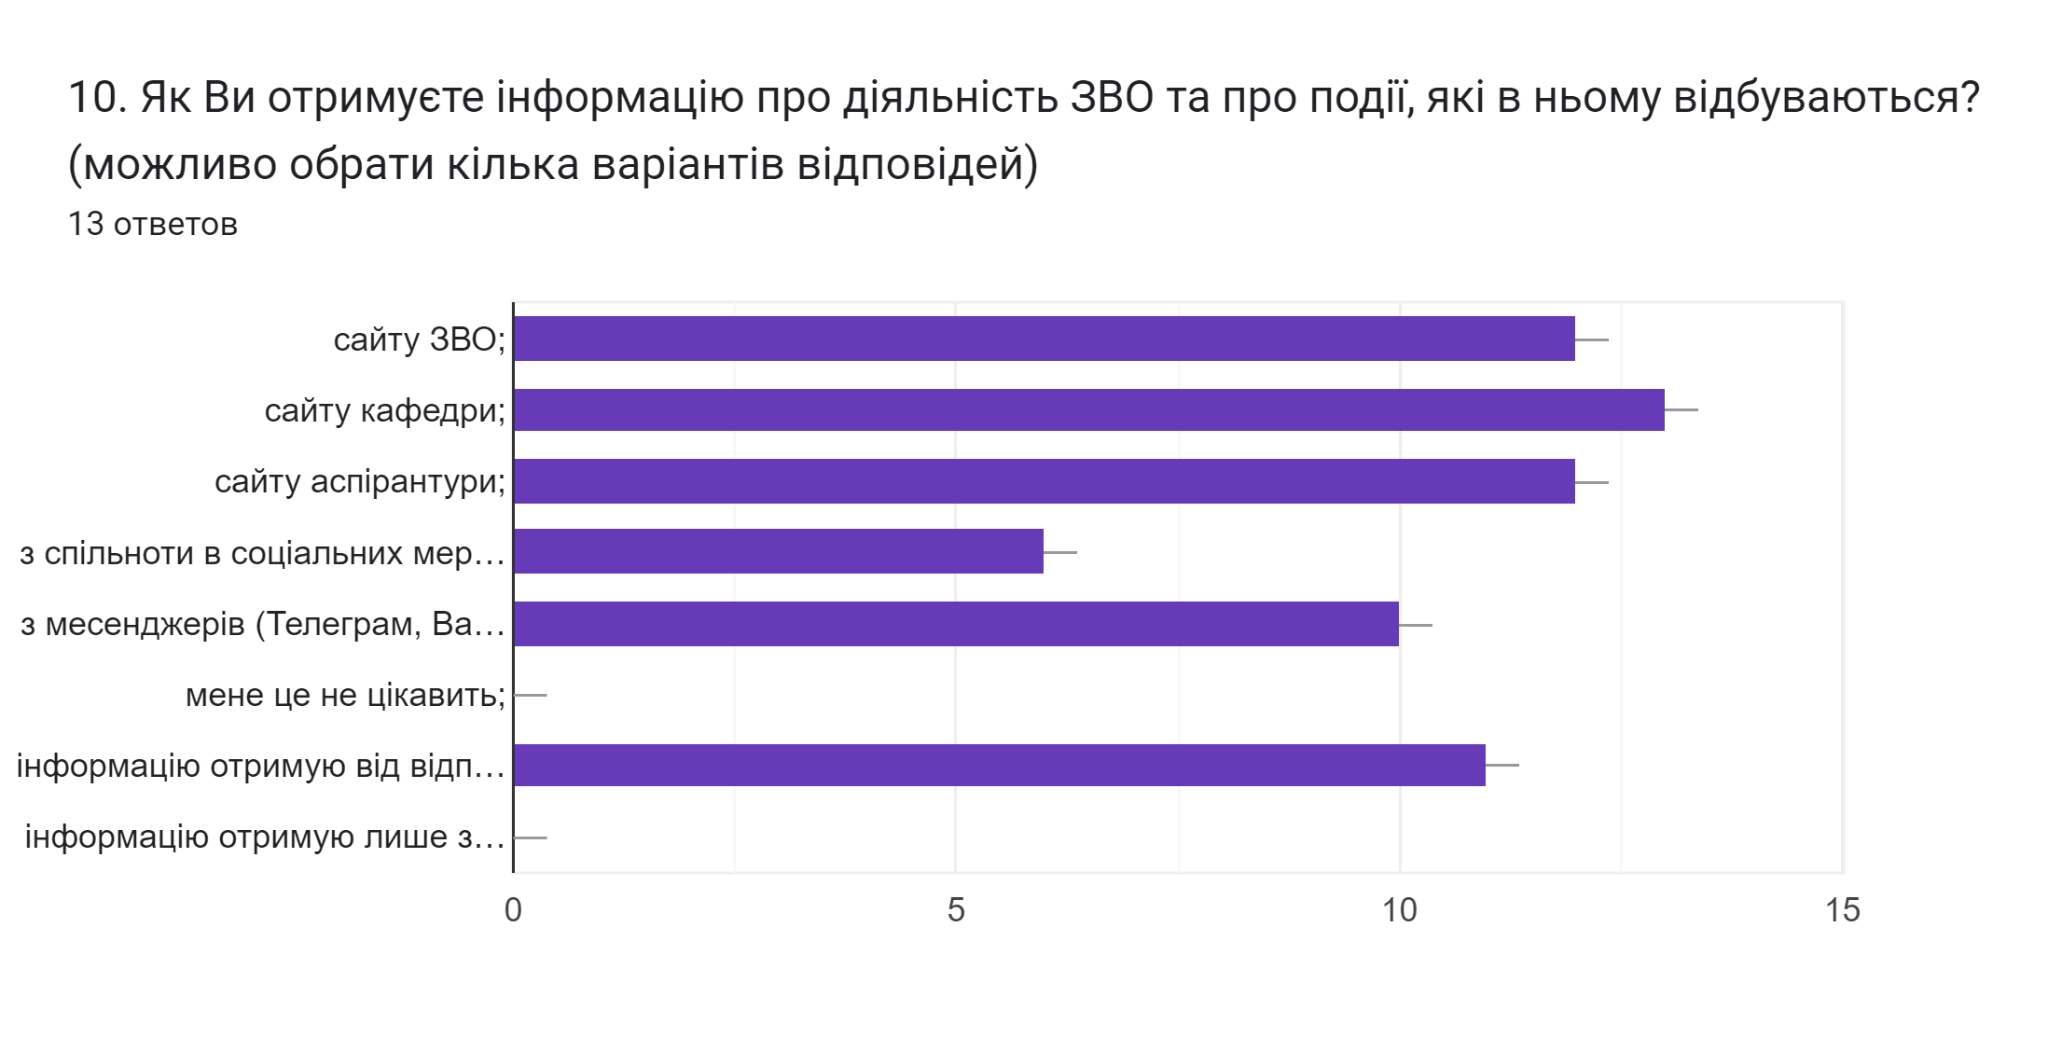 10. Як Ви отримуєте інформацію про діяльність ЗВО та про події, які в ньому відбуваються?
(можливо обрати кілька варіантів відповідей)
13 ответов
сайту ЗВО;
сайту кафедри;
сайту аспірантури;
з спільноти в соціальних мер…
з месенджерів (Телеграм, Ва…
мене це не цікавить;
інформацію отримую від відп…
інформацію отримую лише з…
0 5 10 15